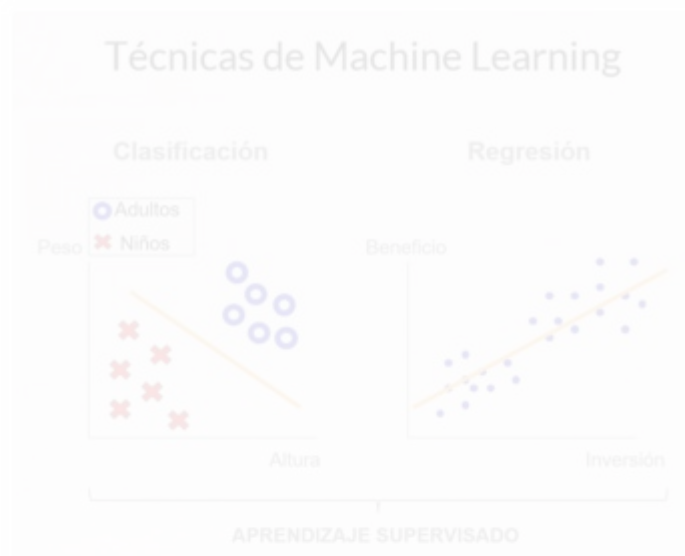 Técnicas de Machine Learning
Clasificación
Adultos
Niños
Peso
Altura
Regresión
Beneficio
Inversión
APRENDIZAJE SUPERVISADO